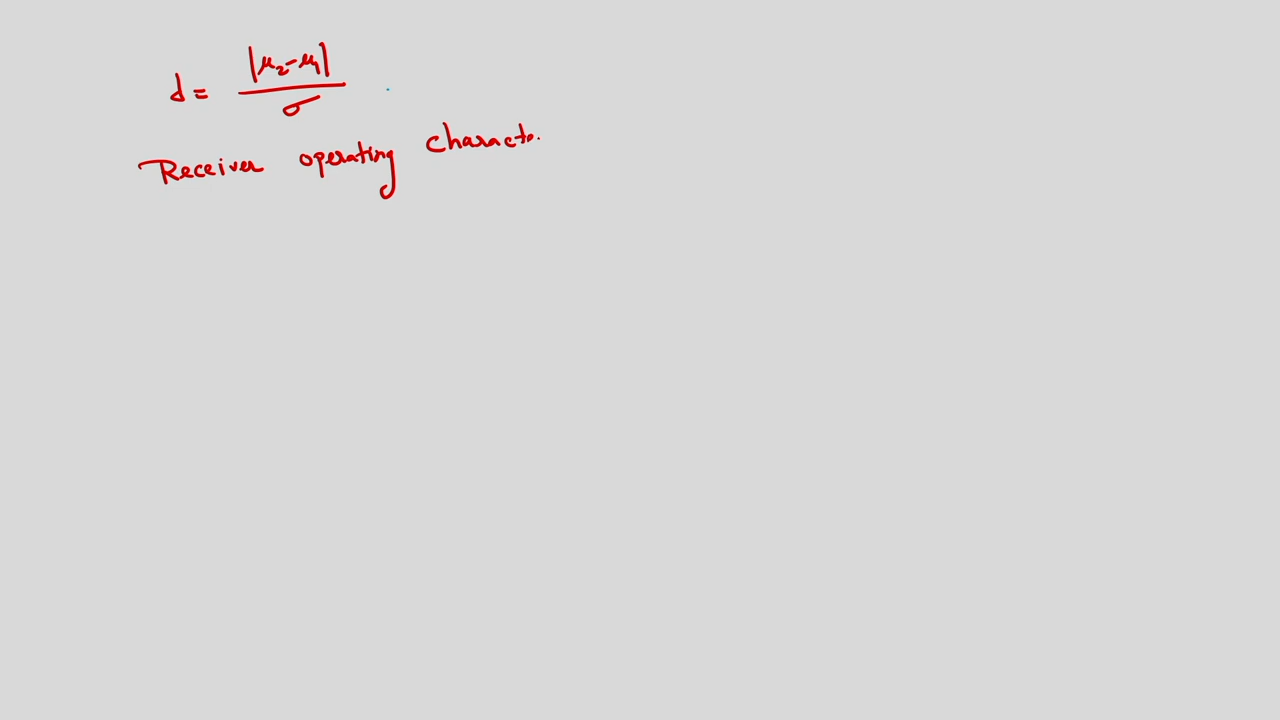 d = |μ₂-μ₁| / σ
Receiver operating characte.